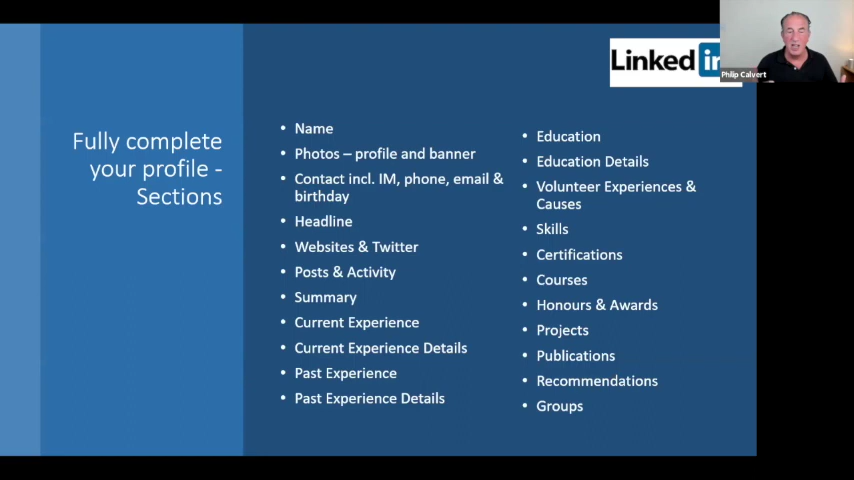 Linked in
Philip Calvert
Fully complete
your profile -
Sections
• Name
• Photos – profile and banner
• Contact incl. IM, phone, email &
birthday
• Headline
• Websites & Twitter
• Posts & Activity
• Summary
• Current Experience
• Current Experience Details
• Past Experience
• Past Experience Details
• Education
• Education Details
• Volunteer Experiences &
Causes
• Skills
• Certifications
• Courses
• Honours & Awards
• Projects
• Publications
• Recommendations
• Groups